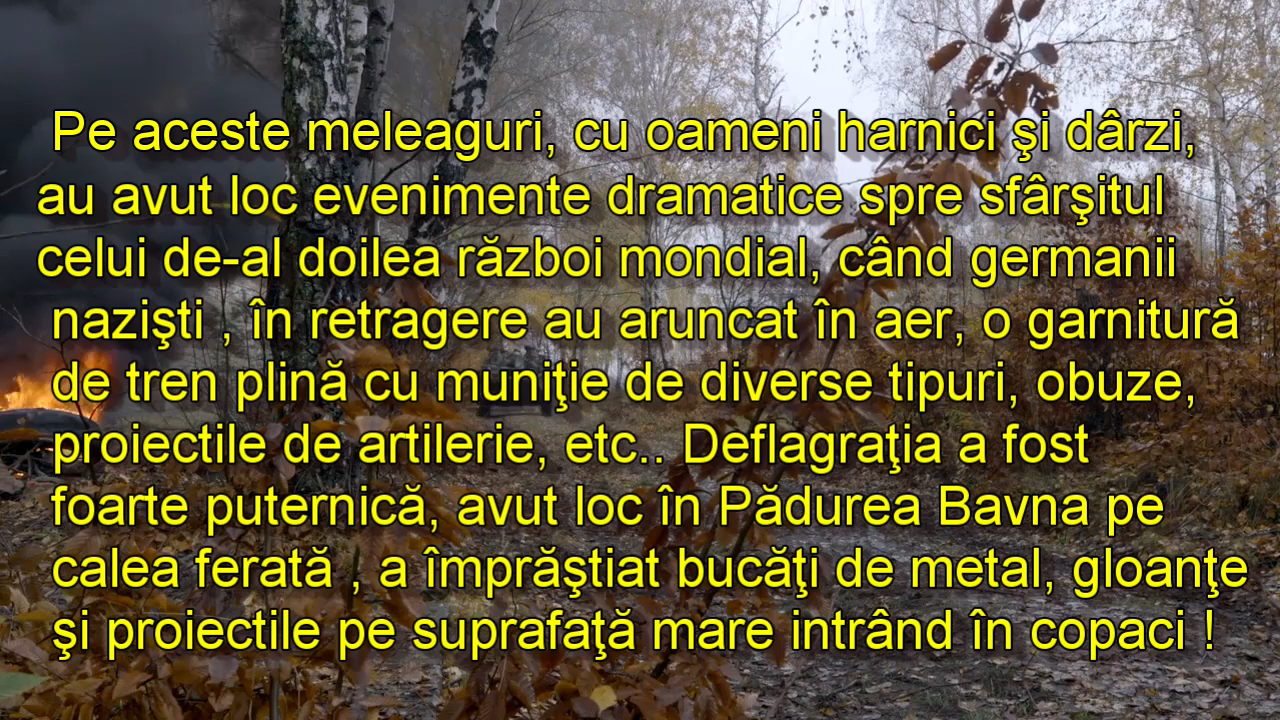 Pe aceste meleaguri, cu oameni harnici şi dârzi,
au avut loc evenimente dramatice spre sfârşitul
celui de-al doilea război mondial, când germanii
nazişti , în retragere au aruncat în aer, o garnitură
de tren plină cu muniţie de diverse tipuri, obuze,
proiectile de artilerie, etc.. Deflagraţia a fost
foarte puternică, avut loc în Pădurea Bavna pe
calea ferată , a împrăştiat bucăţi de metal, gloanţe
şi proiectile pe suprafaţă mare intrând în copaci !